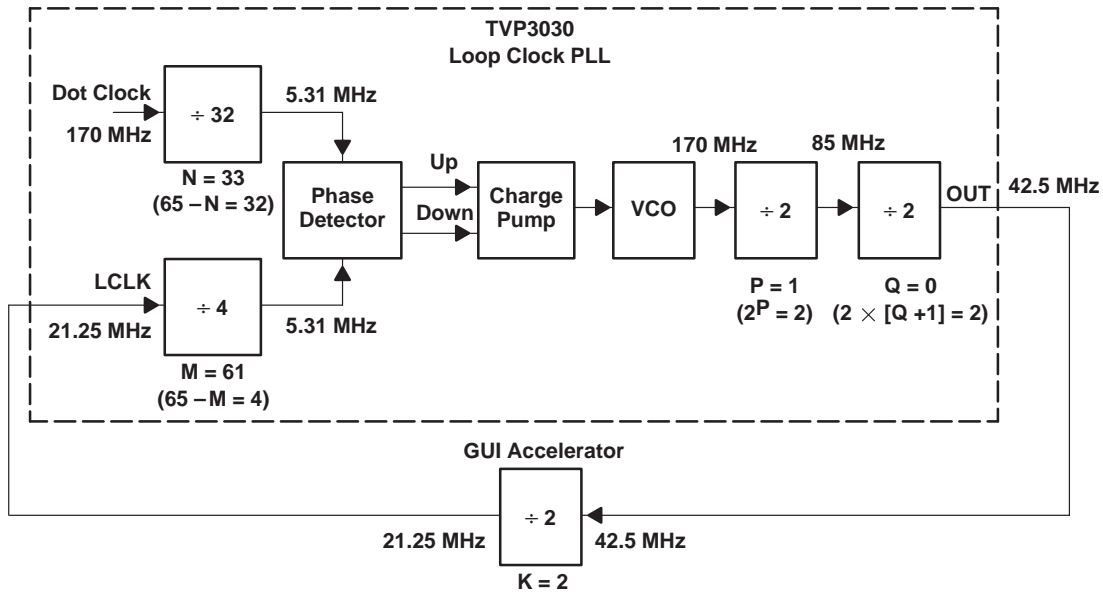 TVP3030
Loop Clock PLL
Dot Clock
170 MHz
÷ 32
5.31 MHz
N = 33
(65 – N = 32)
Phase
Detector
Up
Down
Charge
Pump
VCO
170 MHz
÷ 2
85 MHz
÷ 2
OUT
42.5 MHz
P = 1
(2^P = 2)
Q = 0
(2 × [Q +1] = 2)
LCLK
21.25 MHz
÷ 4
5.31 MHz
M = 61
(65 – M = 4)
GUI Accelerator
÷ 2
21.25 MHz
42.5 MHz
K = 2